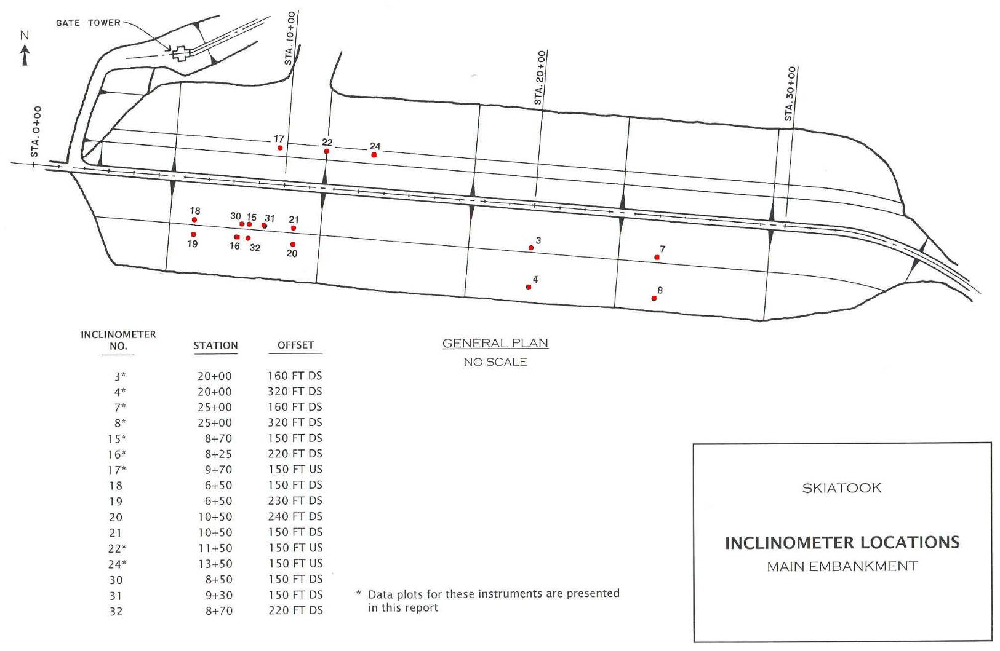 GATE TOWER
N
STA. 0+00
STA. 10+00
STA. 20+00
STA. 30+00
17
22
24
18
30 15 31 21
19
16 32 20
3
7
4
8
INCLINOMETER
NO. STATION OFFSET
3* 20+00 160 FT DS
4* 20+00 320 FT DS
7* 25+00 160 FT DS
8* 25+00 320 FT DS
15* 8+70 150 FT DS
16* 8+25 220 FT DS
17* 9+70 150 FT US
18 6+50 150 FT DS
19 6+50 230 FT DS
20 10+50 240 FT DS
21 10+50 150 FT DS
22* 11+50 150 FT US
24* 13+50 150 FT US
30 8+50 150 FT DS
31 9+30 150 FT DS
32 8+70 220 FT DS
GENERAL PLAN
NO SCALE
* Data plots for these instruments are presented
in this report
SKIATOOK
INCLINOMETER LOCATIONS
MAIN EMBANKMENT